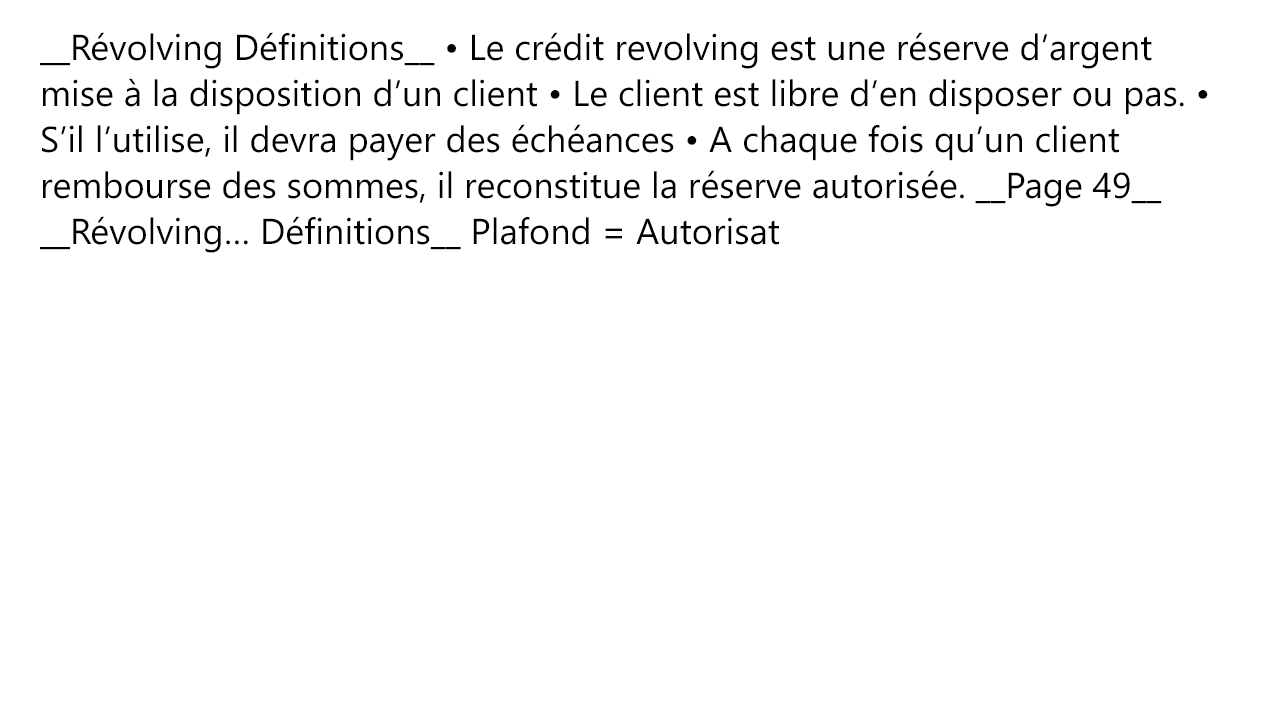 __Révolving Définitions__ • Le crédit revolving est une réserve d’argent
mise à la disposition d’un client • Le client est libre d’en disposer ou pas. •
S’il l’utilise, il devra payer des échéances • A chaque fois qu’un client
rembourse des sommes, il reconstitue la réserve autorisée. __Page 49__
__Révolving… Définitions__ Plafond = Autorisat